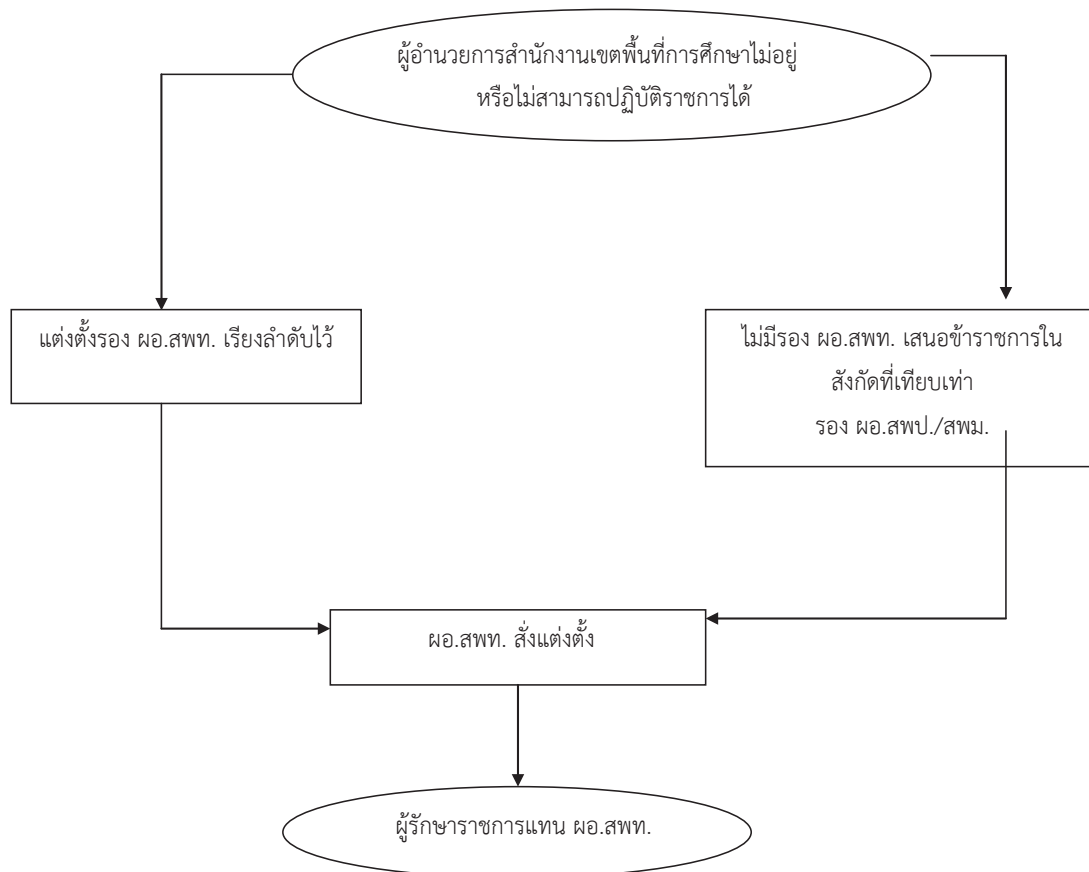 ผู้อำนวยการสำนักงานเขตพื้นที่การศึกษาไม่อยู่
หรือไม่สามารถปฏิบัติราชการได้
แต่งตั้งรอง ผอ.สพท. เรียงลำดับไว้
ไม่มีรอง ผอ.สพท. เสนอข้าราชการใน
สังกัดที่เทียบเท่า
รอง ผอ.สพป./สพม.
ผอ.สพท. สั่งแต่งตั้ง
ผู้รักษาราชการแทน ผอ.สพท.